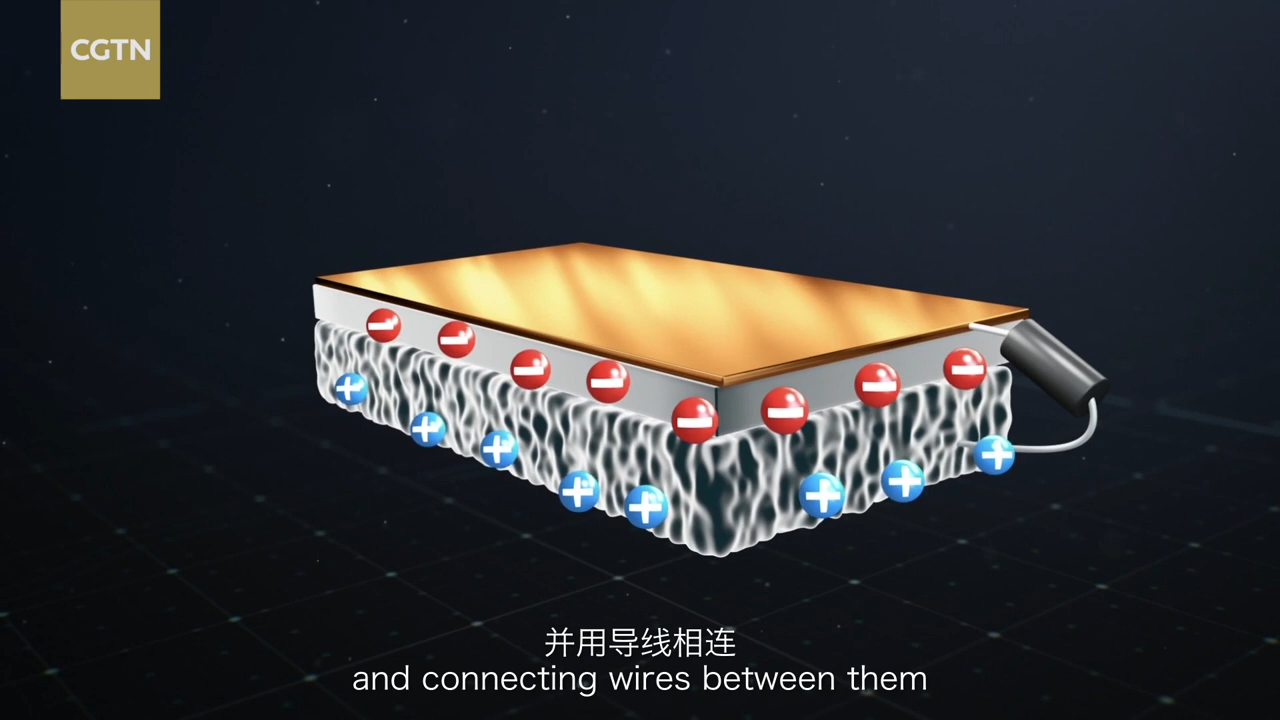 CGTN
并用导线相连
and connecting wires between them